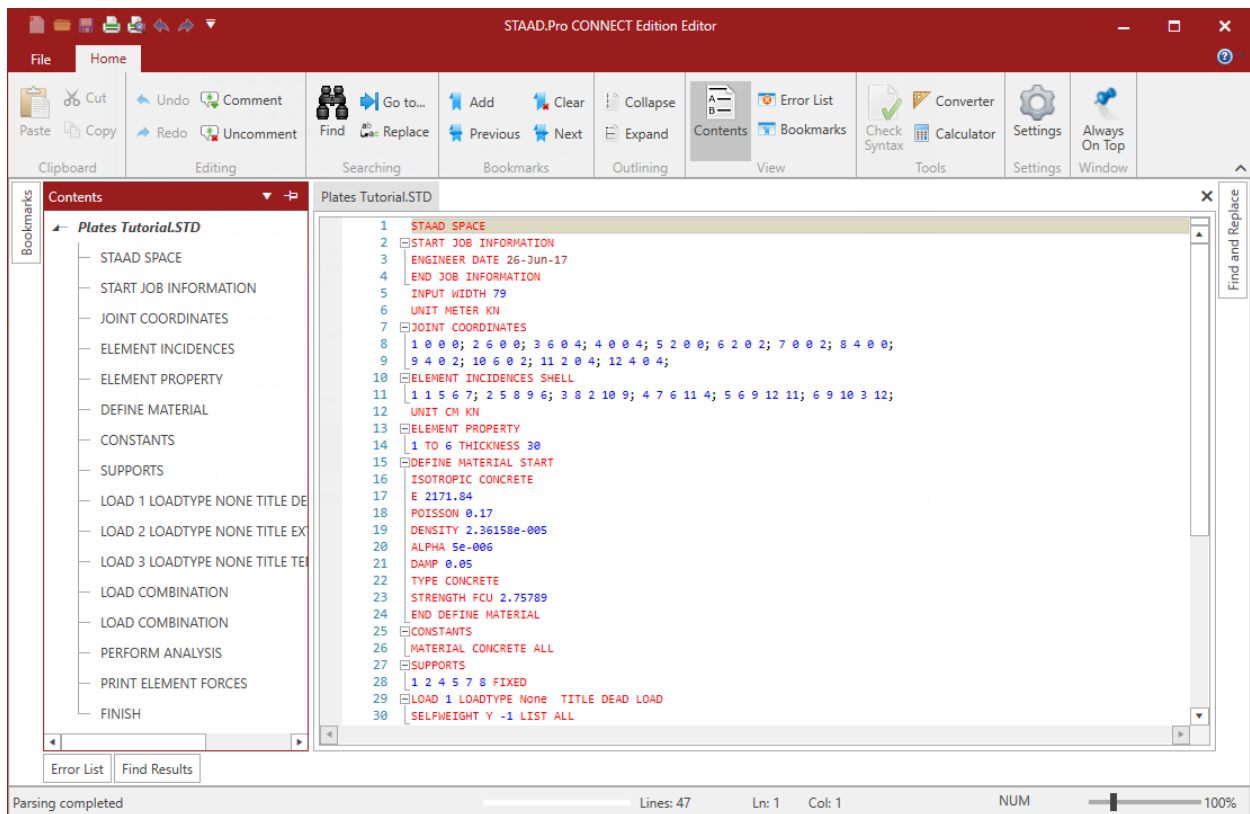 STAAD.Pro CONNECT Edition Editor
File Home
Paste Cut Copy
Clipboard
Undo Comment
Redo Uncomment
Editing
Find Go to...
Replace
Searching
Add Clear
Previous Next
Bookmarks
Collapse
Expand
Outlining
Contents Error List
Bookmarks
View
Check Syntax Converter
Calculator
Tools
Settings
Settings
Always On Top
Window
Bookmarks
Contents
Plates Tutorial.STD
STAAD SPACE
START JOB INFORMATION
JOINT COORDINATES
ELEMENT INCIDENCES
ELEMENT PROPERTY
DEFINE MATERIAL
CONSTANTS
SUPPORTS
LOAD 1 LOADTYPE NONE TITLE DE
LOAD 2 LOADTYPE NONE TITLE EX
LOAD 3 LOADTYPE NONE TITLE TE
LOAD COMBINATION
LOAD COMBINATION
PERFORM ANALYSIS
PRINT ELEMENT FORCES
FINISH
Plates Tutorial.STD
1 STAAD SPACE
2 START JOB INFORMATION
3 ENGINEER DATE 26-Jun-17
4 END JOB INFORMATION
5 INPUT WIDTH 79
6 UNIT METER KN
7 JOINT COORDINATES
8 1 0 0 0; 2 6 0 0; 3 6 0 4; 4 0 0 4; 5 2 0 0; 6 2 0 2; 7 0 0 2; 8 4 0 0;
9 9 4 0 2; 10 6 0 2; 11 2 0 4; 12 4 0 4;
10 ELEMENT INCIDENCES SHELL
11 1 1 5 6 7; 2 5 8 9 6; 3 8 2 10 9; 4 7 6 11 4; 5 6 9 12 11; 6 9 10 3 12;
12 UNIT CM KN
13 ELEMENT PROPERTY
14 1 TO 6 THICKNESS 30
15 DEFINE MATERIAL START
16 ISOTROPIC CONCRETE
17 E 2171.84
18 POISSON 0.17
19 DENSITY 2.36158e-005
20 ALPHA 5e-006
21 DAMP 0.05
22 TYPE CONCRETE
23 STRENGTH FCU 2.75789
24 END DEFINE MATERIAL
25 CONSTANTS
26 MATERIAL CONCRETE ALL
27 SUPPORTS
28 1 2 4 5 7 8 FIXED
29 LOAD 1 LOADTYPE None TITLE DEAD LOAD
30 SELFWEIGHT Y -1 LIST ALL
Find and Replace
Error List Find Results
Parsing completed Lines: 47 Ln: 1 Col: 1 NUM 100%